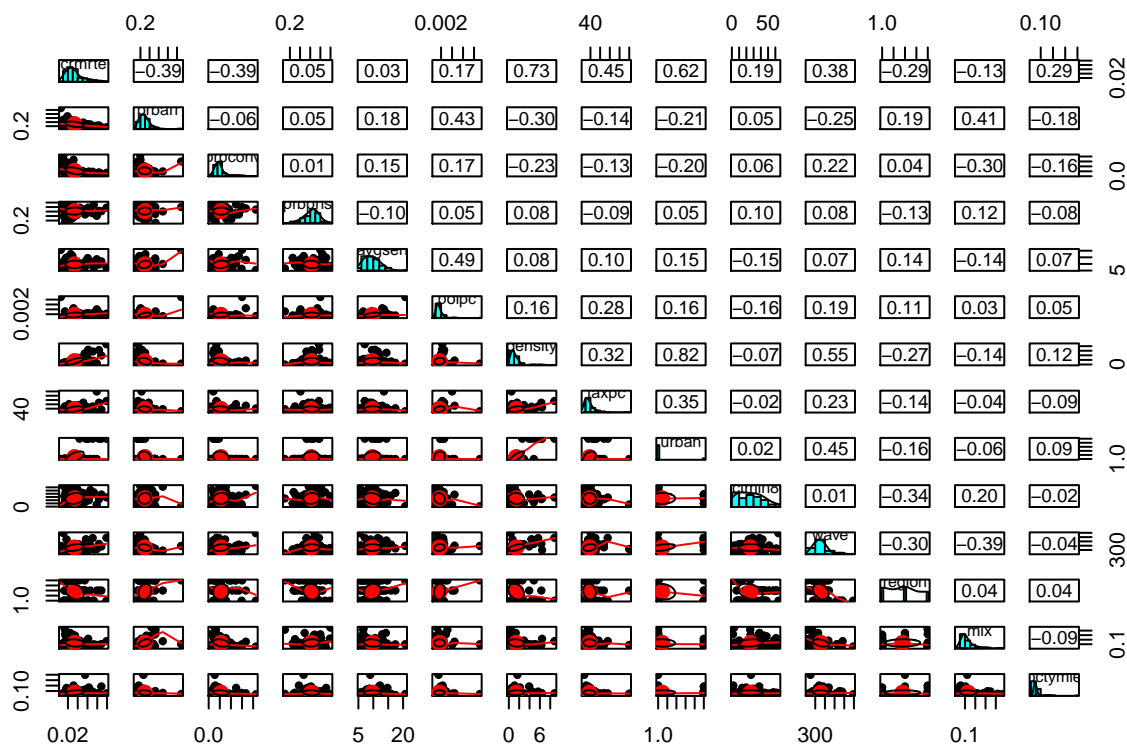 0.2 0.2 0.002 40 0 50 1.0 0.10
crmrte −0.39 −0.39 0.05 0.03 0.17 0.73 0.45 0.62 0.19 0.38 −0.29 −0.13 0.29 0.02
0.2 prbarr −0.06 0.05 0.18 0.43 −0.30 −0.14 −0.21 0.05 −0.25 0.19 0.41 −0.18
prbconv 0.01 0.15 0.17 −0.23 −0.13 −0.20 0.06 0.22 0.04 −0.30 −0.16 0.0
0.2 prbpris −0.10 0.05 0.08 −0.09 0.05 0.10 0.08 −0.13 0.12 −0.08
avgsen 0.49 0.08 0.10 0.15 −0.15 0.07 0.14 −0.14 0.07 5
0.002 polpc 0.16 0.28 0.16 −0.16 0.19 0.11 0.03 0.05
density 0.32 0.82 −0.07 0.55 −0.27 −0.14 0.12 0
40 taxpc 0.35 −0.02 0.23 −0.14 −0.04 −0.09
urban 0.02 0.45 −0.16 −0.06 0.09 1.0
0 ctmin8 0.01 −0.34 0.20 −0.02
wave −0.30 −0.39 −0.04 300
1.0 region 0.04 0.04
mix −0.09 0.1
0.10 pctymle
0.02 0.0 5 20 0 6 1.0 300 0.1